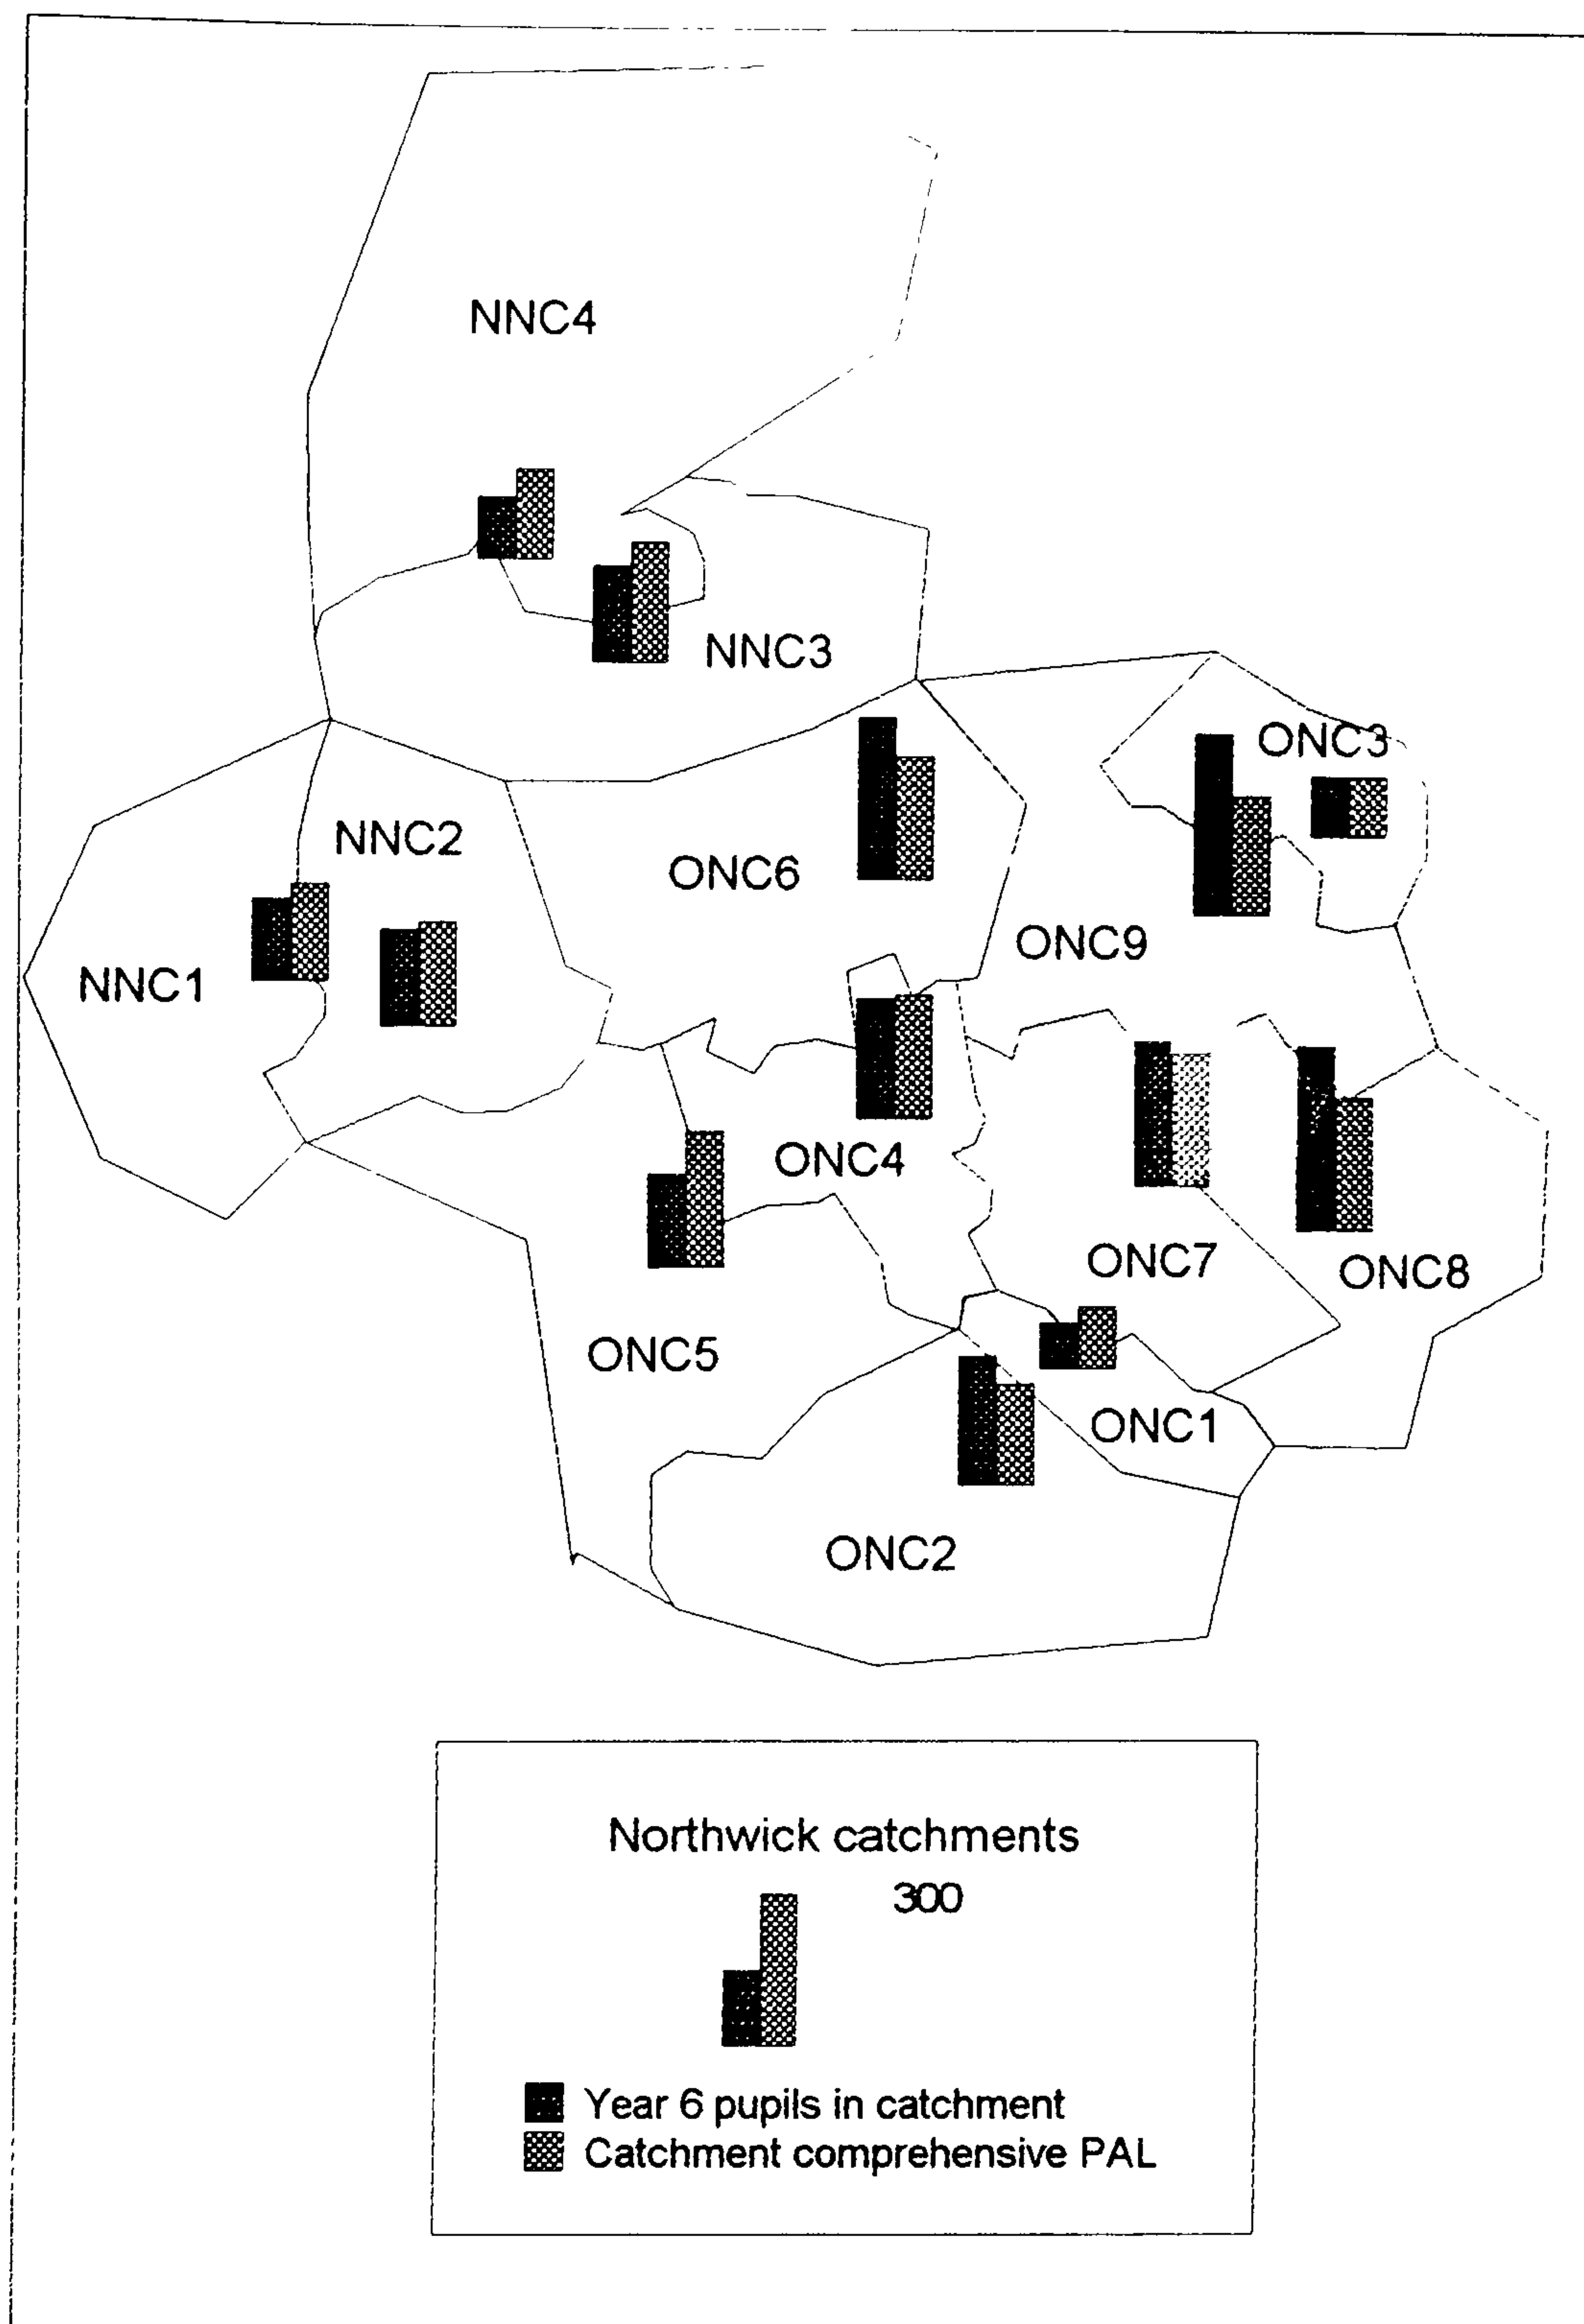 NNC4
NNC3
ONC3
NNC2
ONC6
ONC9
NNC1
ONC4
ONC7
ONC8
ONC5
ONC1
ONC2
Northwick catchments
300
Year 6 pupils in catchment
Catchment comprehensive PAL